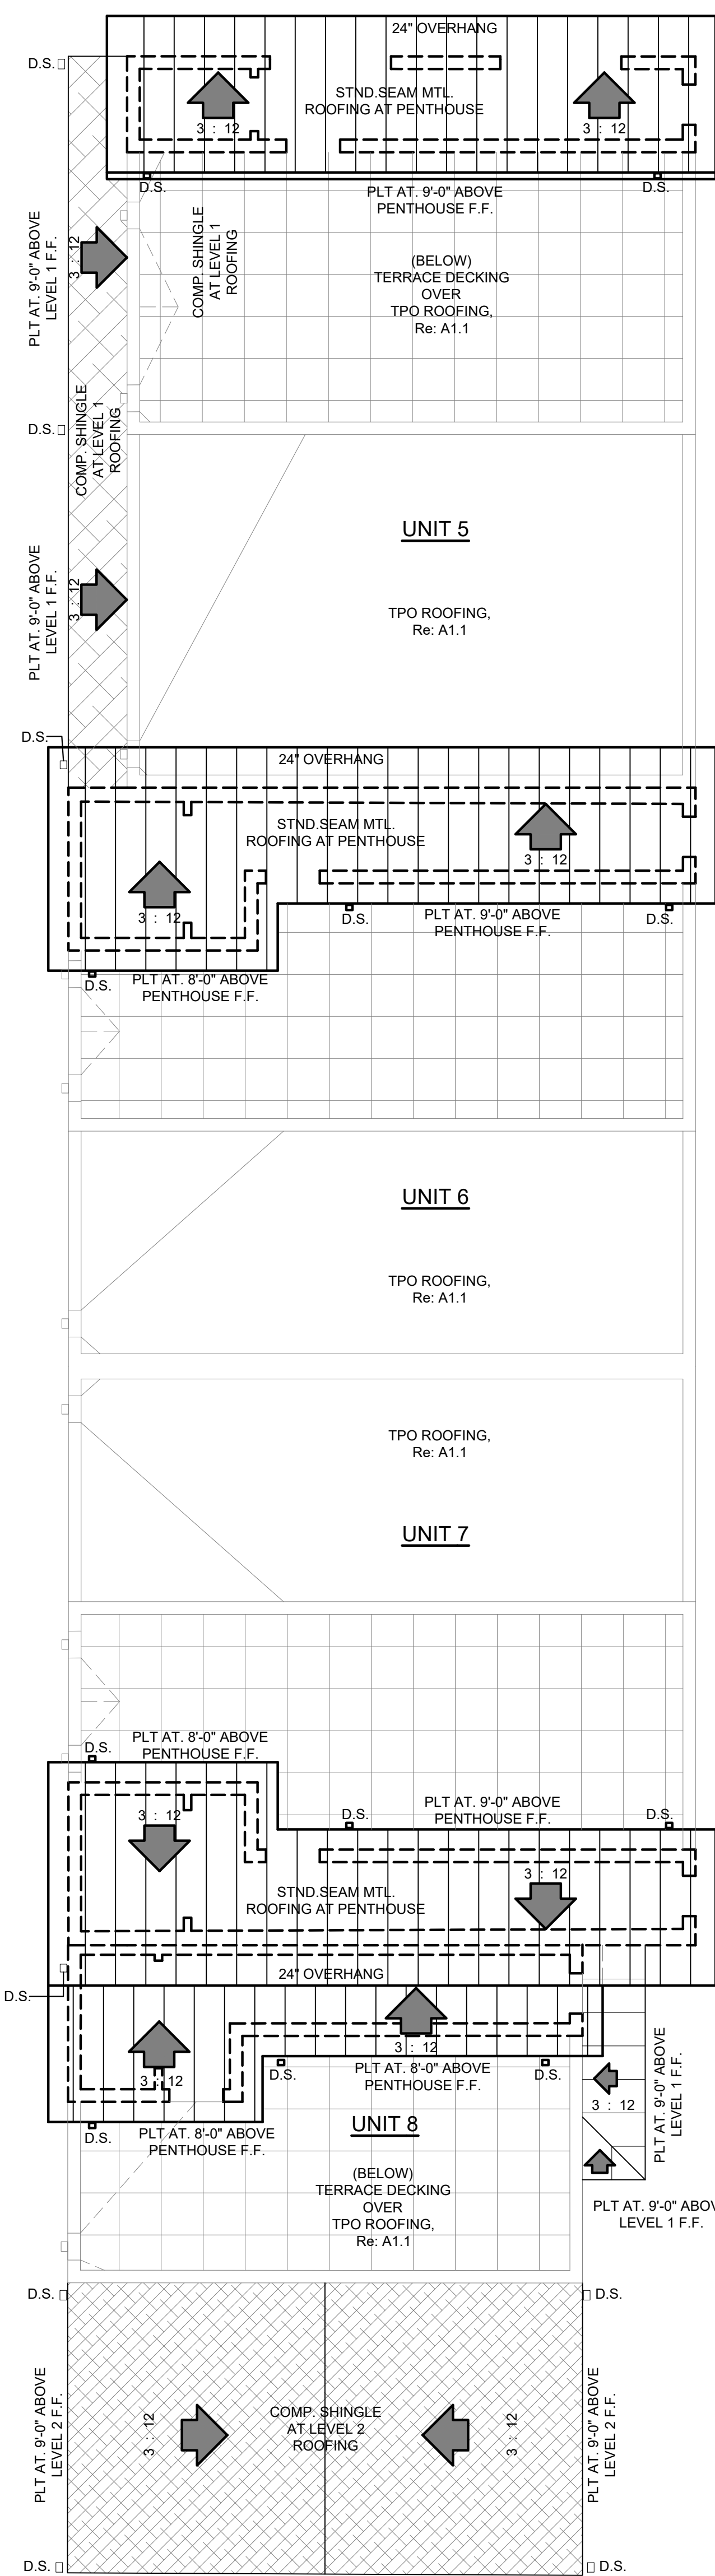 24" OVERHANG
D.S.
STND.SEAM MTL.
ROOFING AT PENTHOUSE
3 : 12
3 : 12
D.S.
D.S.
PLT AT. 9'-0" ABOVE
PENTHOUSE F.F.
PLT AT. 9'-0" ABOVE
LEVEL 1 F.F.
3 : 12
COMP. SHINGLE
AT LEVEL 1
ROOFING
(BELOW)
TERRACE DECKING
OVER
TPO ROOFING,
Re: A1.1
D.S.
COMP. SHINGLE
AT LEVEL 1
ROOFING
UNIT 5
PLT AT. 9'-0" ABOVE
LEVEL 1 F.F.
3 : 12
TPO ROOFING,
Re: A1.1
D.S.
24" OVERHANG
STND.SEAM MTL.
ROOFING AT PENTHOUSE
3 : 12
3 : 12
D.S.
PLT AT. 9'-0" ABOVE
PENTHOUSE F.F.
D.S.
D.S.
PLT AT. 8'-0" ABOVE
PENTHOUSE F.F.
UNIT 6
TPO ROOFING,
Re: A1.1
TPO ROOFING,
Re: A1.1
UNIT 7
D.S.
PLT AT. 8'-0" ABOVE
PENTHOUSE F.F.
PLT AT. 9'-0" ABOVE
PENTHOUSE F.F.
D.S.
D.S.
3 : 12
3 : 12
STND.SEAM MTL.
ROOFING AT PENTHOUSE
24" OVERHANG
D.S.
3 : 12
3 : 12
PLT AT. 8'-0" ABOVE
PENTHOUSE F.F.
D.S.
D.S.
PLT AT. 9'-0" ABOVE
LEVEL 1 F.F.
3 : 12
D.S.
PLT AT. 8'-0" ABOVE
PENTHOUSE F.F.
UNIT 8
(BELOW)
TERRACE DECKING
OVER
TPO ROOFING,
Re: A1.1
PLT AT. 9'-0" ABOV
LEVEL 1 F.F.
D.S.
D.S.
PLT AT. 9'-0" ABOVE
LEVEL 2 F.F.
3 : 12
COMP. SHINGLE
AT LEVEL 2
ROOFING
3 : 12
PLT AT. 9'-0" ABOVE
LEVEL 2 F.F.
D.S.
D.S.